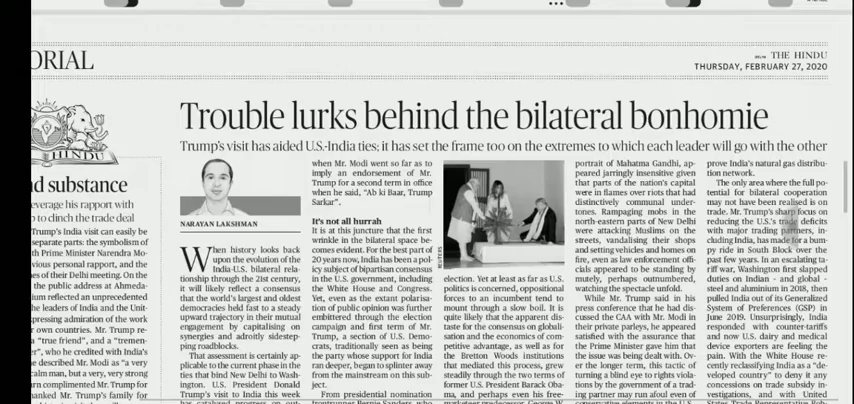 ORIAL
THE HINDU
THURSDAY, FEBRUARY 27, 2020
HINDU
d substance
everage his rapport with
to clinch the trade deal
Trump's India visit can easily be
separate parts: the symbolism of
th Prime Minister Narendra Mo-
vious personal rapport, and the
es of their Delhi meeting. On the
the public address at Ahmeda-
ium reflected an unprecedented
he leaders of India and the Unit-
pressing admiration of the work
r own countries. Mr. Trump re-
a "true friend", and a "tremen-
er", who he credited with India's
e described Mr. Modi as "a very
calm man, but a very, very strong
rn complimented Mr. Trump for
hanked Mr. Trump's family for
Trouble lurks behind the bilateral bonhomie
Trump's visit has aided U.S.-India ties; it has set the frame too on the extremes to which each leader will go with the other
NARAYAN LAKSHMAN
When history looks back
upon the evolution of the
India-U.S. bilateral rela-
tionship through the 21st century,
it will likely reflect a consensus
that the world's largest and oldest
democracies held fast to a steady
upward trajectory in their mutual
engagement by capitalising on
synergies and adroitly sidestep-
ping roadblocks.
That assessment is certainly ap-
plicable to the current phase in the
ties that bind New Delhi to Wash-
ington. U.S. President Donald
Trump's visit to India this week
has catalysed progress on out-
when Mr. Modi went so far as to
imply an endorsement of Mr.
Trump for a second term in office
when he said, "Ab ki Baar, Trump
Sarkar".
It's not all hurrah
It is at this juncture that the first
wrinkle in the bilateral space be-
comes evident. For the best part of
20 years now, India has been a pol-
icy subject of bipartisan consensus
in the U.S. government, including
the White House and Congress.
Yet, even as the extant polarisa-
tion of public opinion was further
embittered through the election
campaign and first term of Mr.
Trump, a section of U.S. Demo-
crats, traditionally seen as being
the party whose support for India
ran deeper, began to splinter away
from the mainstream on this sub-
ject.
From presidential nomination
frontrunner Bernie Sanders, who
REUTERS
election. Yet at least as far as U.S.
politics is concerned, oppositional
forces to an incumbent tend to
mount through a slow boil. It is
quite likely that the apparent dis-
taste for the consensus on globali-
sation and the economics of com-
petitive advantage, as well as for
the Bretton Woods institutions
that mediated this process, grew
steadily through the two terms of
former U.S. President Barack Oba-
ma, and perhaps even his free-
marketeer predecessor, George W.
portrait of Mahatma Gandhi, ap-
peared jarringly insensitive given
that parts of the nation's capital
were in flames over riots that had
distinctively communal under-
tones. Rampaging mobs in the
north-eastern parts of New Delhi
were attacking Muslims on the
streets, vandalising their shops
and setting vehicles and homes on
fire, even as law enforcement offi-
cials appeared to be standing by
mutely, perhaps outnumbered,
watching the spectacle unfold.
While Mr. Trump said in his
press conference that he had dis-
cussed the CAA with Mr. Modi in
their private parleys, he appeared
satisfied with the assurance that
the Prime Minister gave him that
the issue was being dealt with. Ov-
er the longer term, this tactic of
turning a blind eye to rights viola-
tions by the government of a trad-
ing partner may run afoul even of
conservative elements in the U.S.
prove India's natural gas distribu-
tion network.
The only area where the full po-
tential for bilateral cooperation
may not have been realised is on
trade. Mr. Trump's sharp focus on
reducing the U.S.'s trade deficits
with major trading partners, in-
cluding India, has made for a bum-
py ride in South Block over the
past few years. In an escalating ta-
riff war, Washington first slapped
duties on Indian - and global -
steel and aluminium in 2018, then
pulled India out of its Generalized
System of Preferences (GSP) in
June 2019. Unsurprisingly, India
responded with counter-tariffs
and now U.S. dairy and medical
device exporters are feeling the
pain. With the White House re-
cently reclassifying India as a "de-
veloped country" to deny it any
concessions on trade subsidy in-
vestigations, and with United
States Trade Representative Rob-